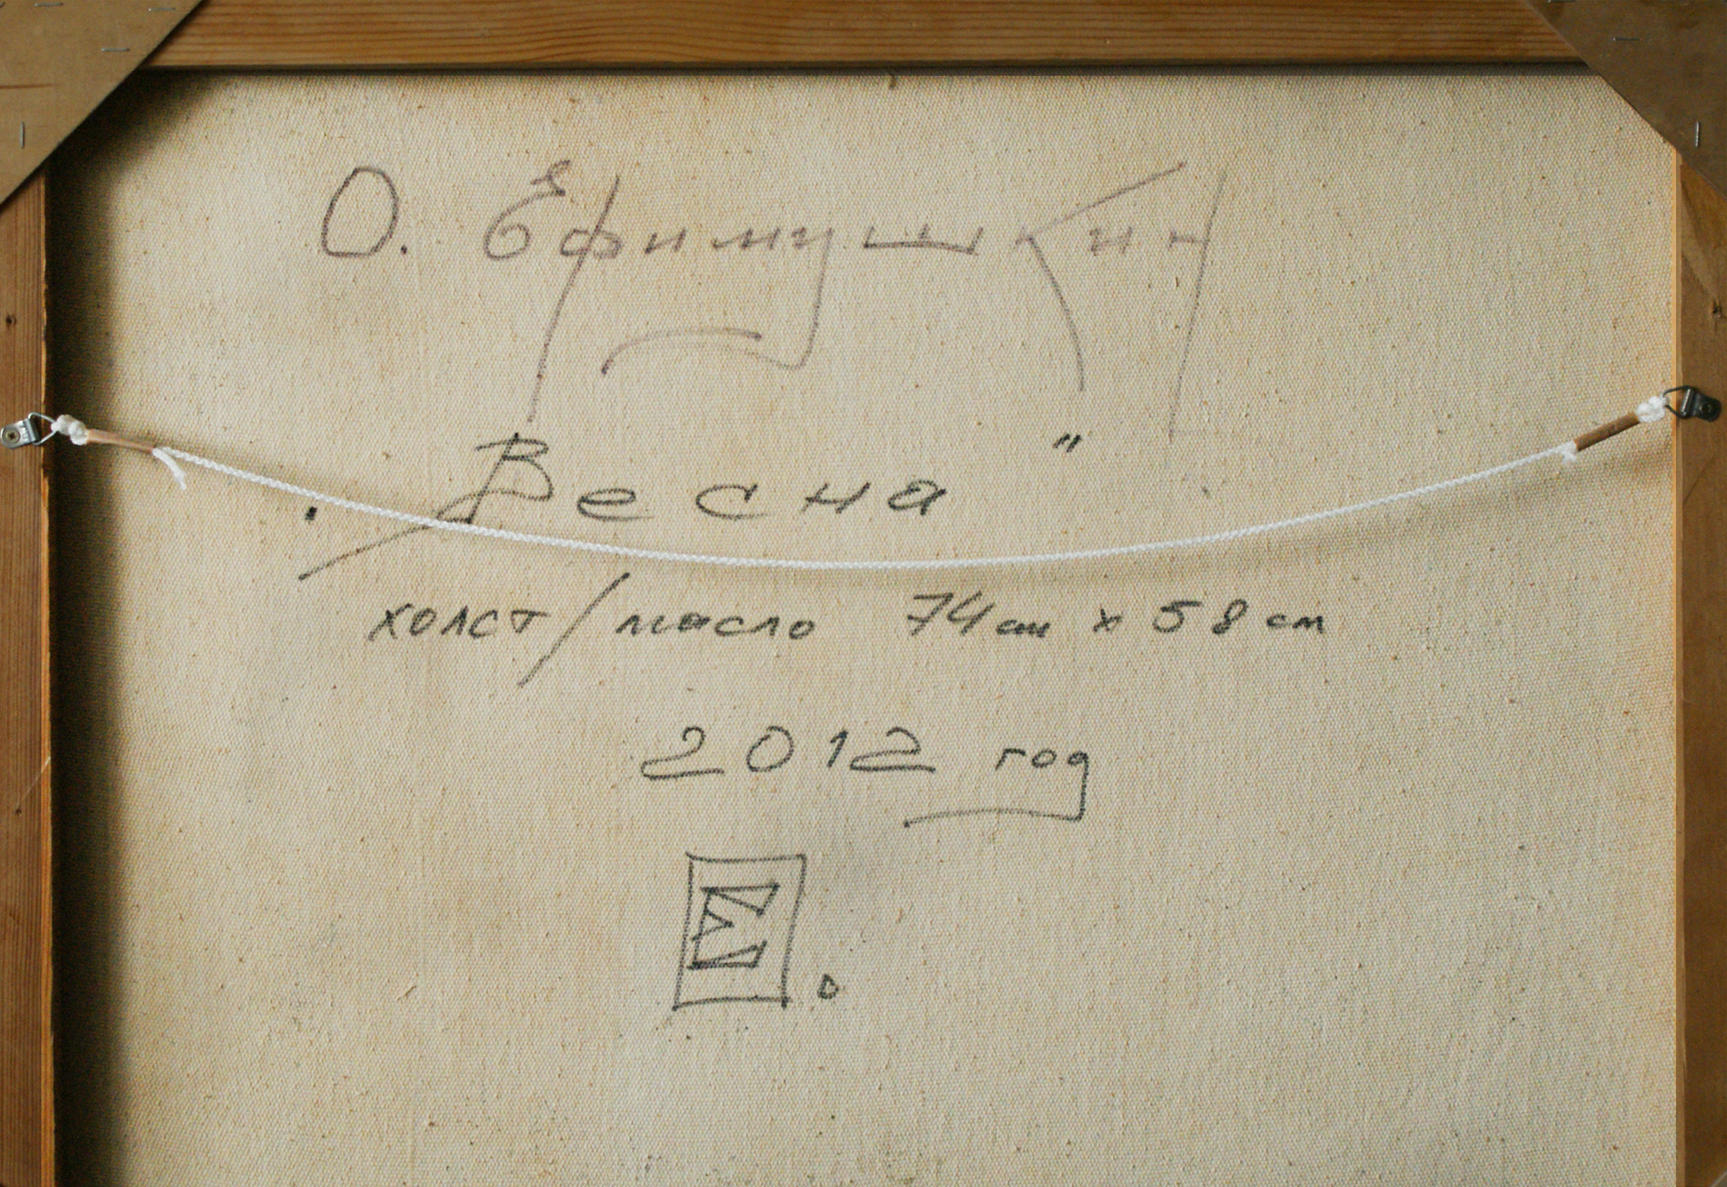 О. Ефимушкин
"Весна"
холст/масло 74см x 58см
2012 год
Е.